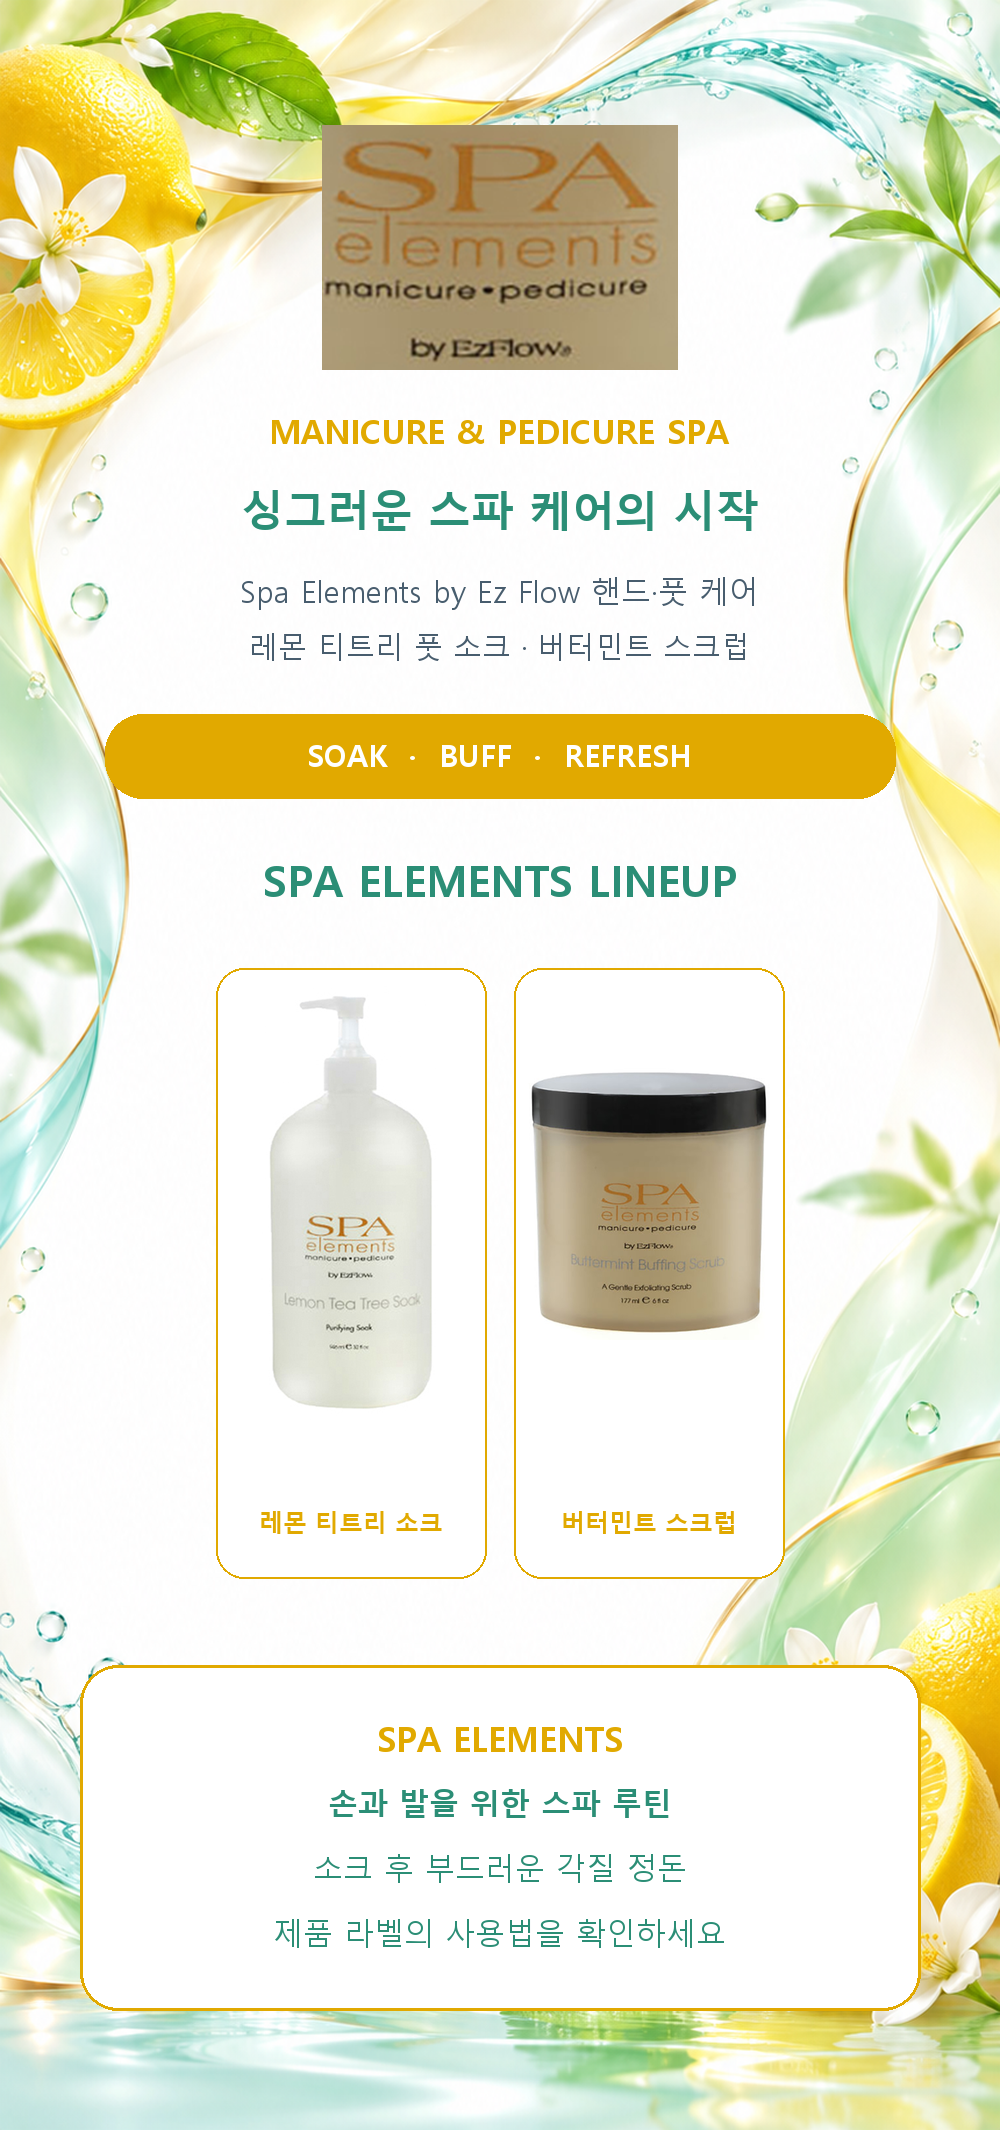 SPA
elements
manicure•pedicure
by EzFlow®
MANICURE & PEDICURE SPA
싱그러운 스파 케어의 시작
Spa Elements by Ez Flow 핸드·풋 케어
레몬 티트리 풋 소크 · 버터민트 스크럽
SOAK · BUFF · REFRESH
SPA ELEMENTS LINEUP
SPA
elements
manicure•pedicure
by EzFlow®
Lemon Tea Tree Soak
Purifying Soak
946 ml ℮ 32 fl oz
레몬 티트리 소크
SPA
elements
manicure•pedicure
by EzFlow®
Buttermint Buffing Scrub
A Gentle Exfoliating Scrub
177 ml ℮ 6 fl oz
버터민트 스크럽
SPA ELEMENTS
손과 발을 위한 스파 루틴
소크 후 부드러운 각질 정돈
제품 라벨의 사용법을 확인하세요